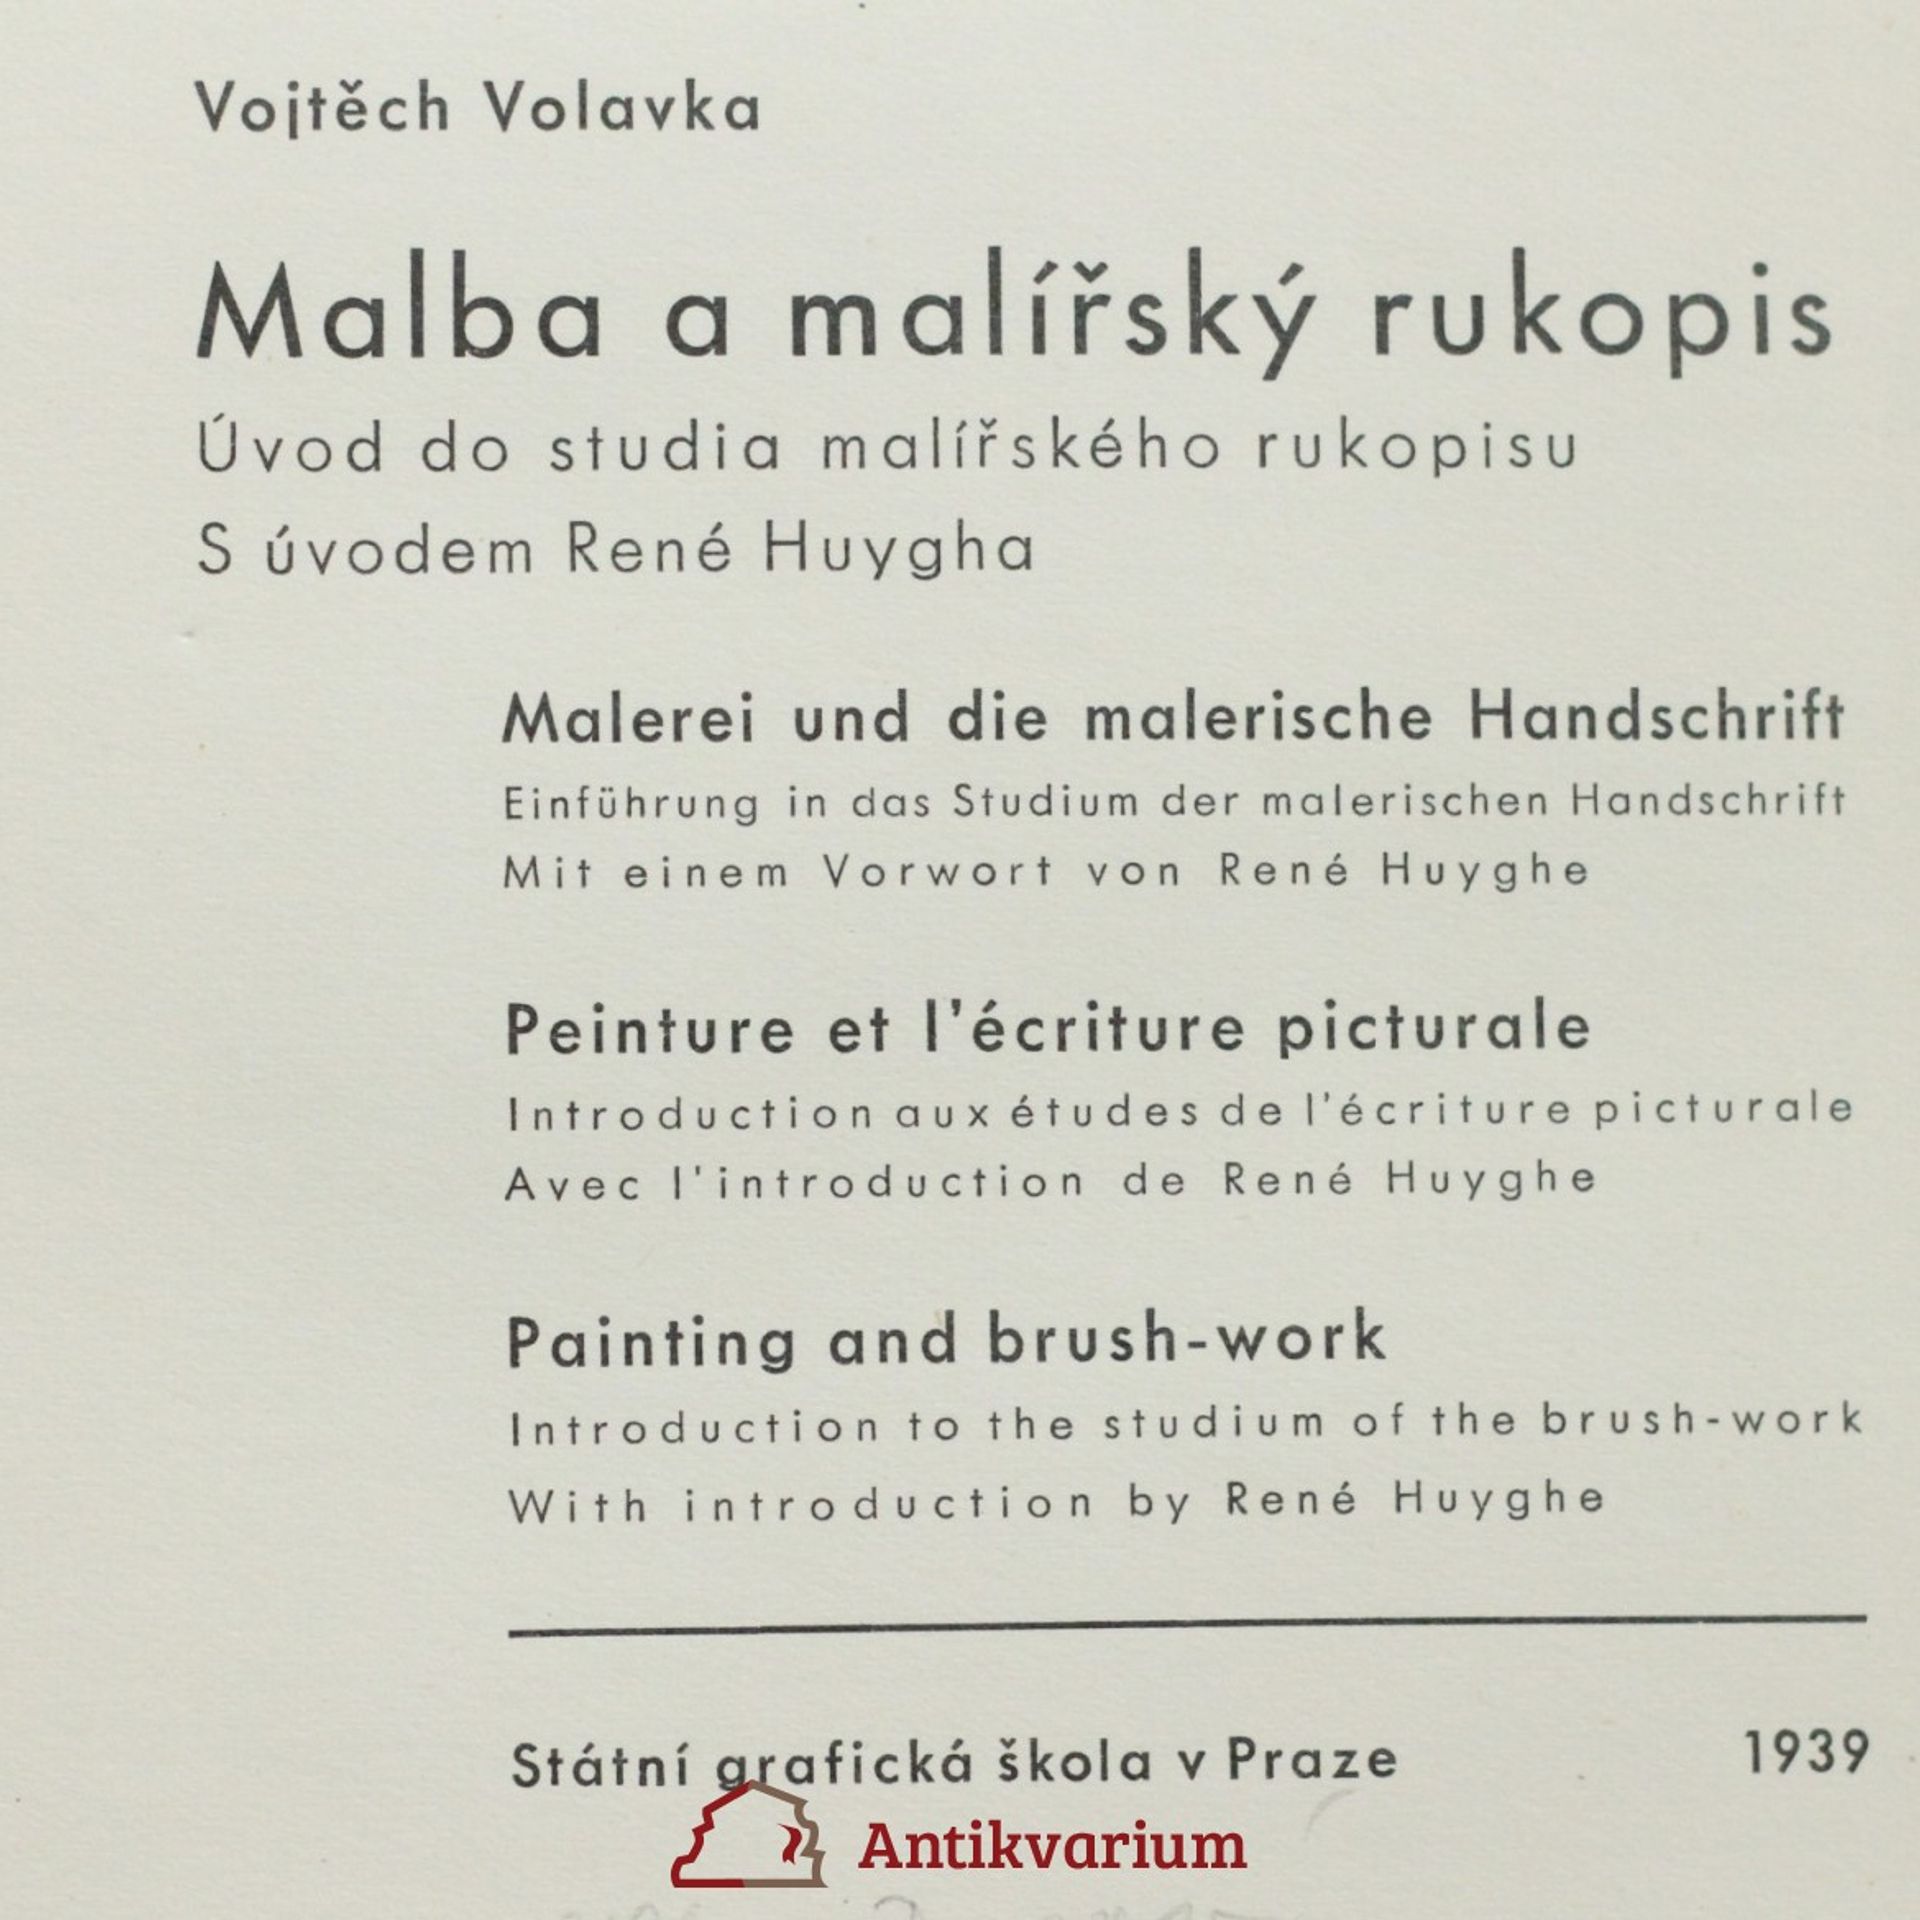 Vojtěch Volavka
Malba a malířský rukopis
Úvod do studia malířského rukopisu
S úvodem René Huygha
Malerei und die malerische Handschrift
Einführung in das Studium der malerischen Handschrift
Mit einem Vorwort von René Huyghe
Peinture et l'écriture picturale
Introduction aux études de l'écriture picturale
Avec l'introduction de René Huyghe
Painting and brush-work
Introduction to the studium of the brush-work
With introduction by René Huyghe
Státní grafická škola v Praze 1939
Antikvarium